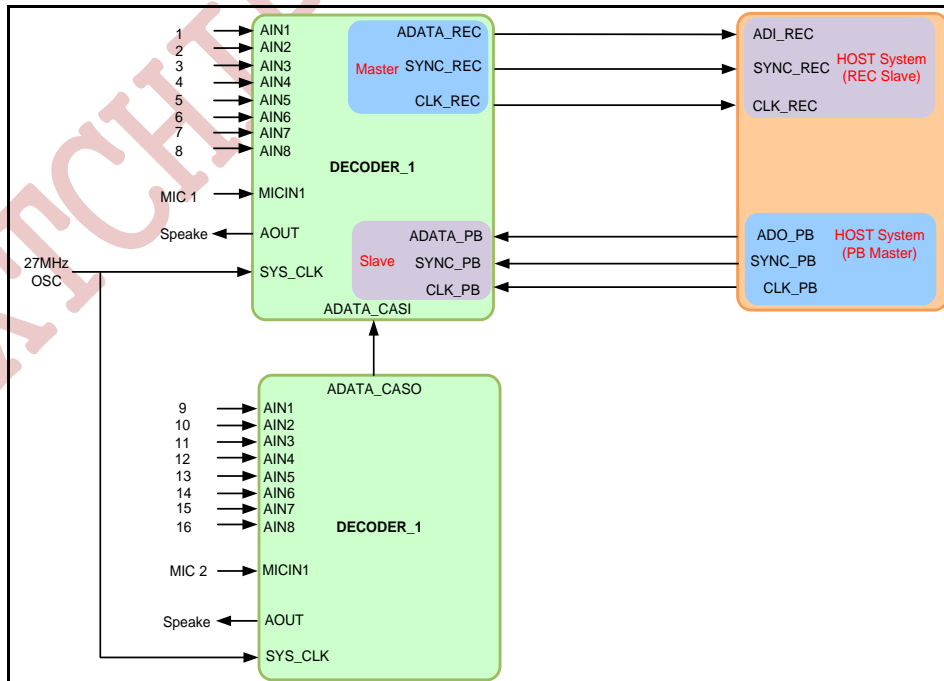 1
2
3
4
5
6
7
8
MIC 1
Speake
27MHz
OSC
AIN1
AIN2
AIN3
AIN4
AIN5
AIN6
AIN7
AIN8
MICIN1
AOUT
SYS_CLK
DECODER_1
Master
ADATA_REC
SYNC_REC
CLK_REC
Slave
ADATA_PB
SYNC_PB
CLK_PB
ADATA_CASI
ADI_REC
SYNC_REC
CLK_REC
HOST System
(REC Slave)
ADO_PB
SYNC_PB
CLK_PB
HOST System
(PB Master)
ADATA_CASO
9
10
11
12
13
14
15
16
MIC 2
Speake
AIN1
AIN2
AIN3
AIN4
AIN5
AIN6
AIN7
AIN8
MICIN1
AOUT
SYS_CLK
DECODER_1